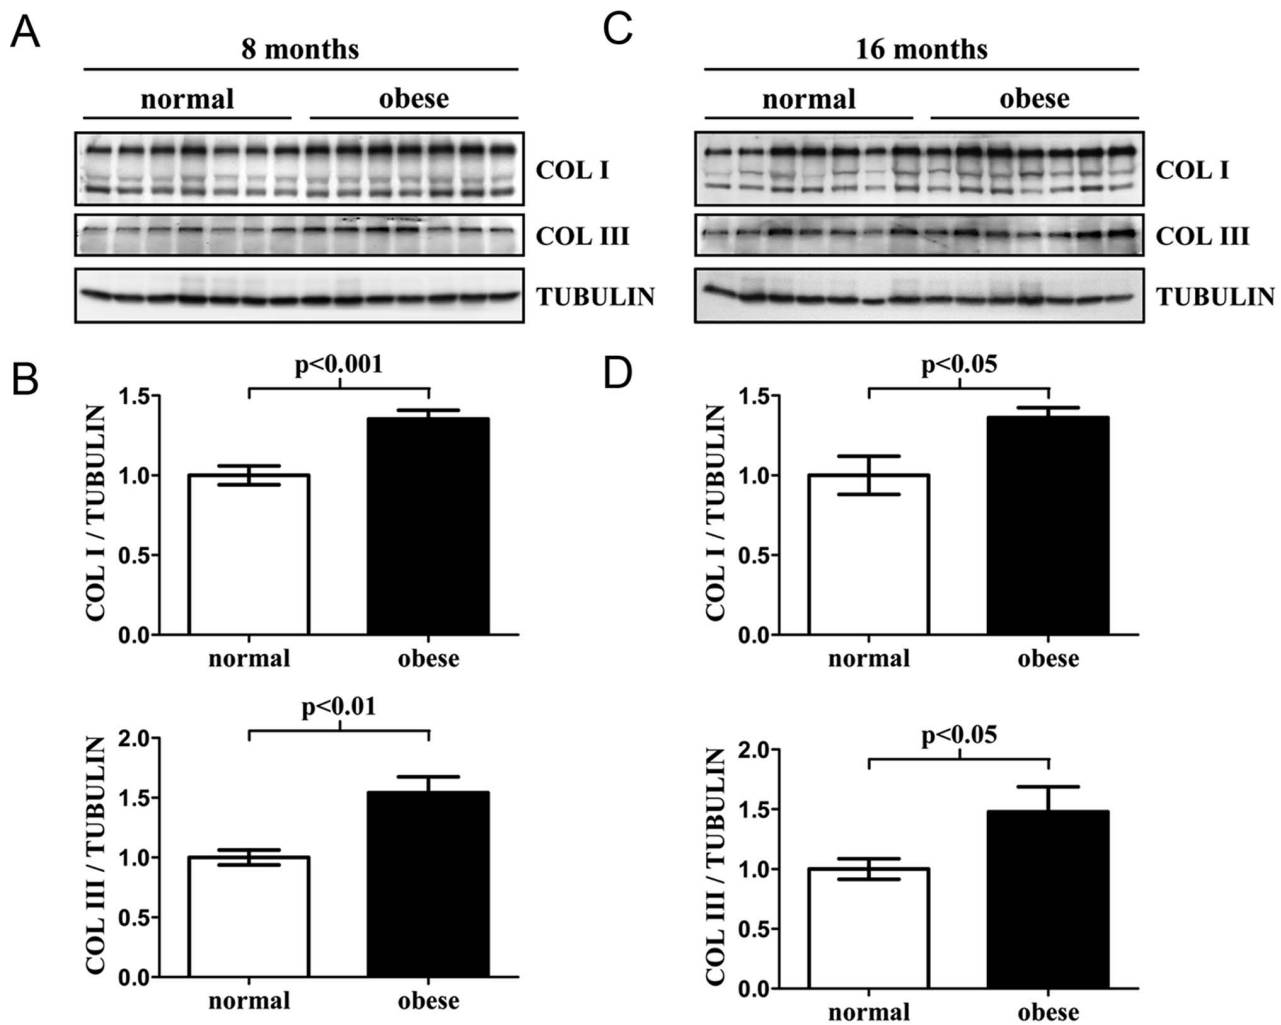 A
8 months
normal obese
COL I
COL III
TUBULIN
C
16 months
normal obese
COL I
COL III
TUBULIN
B
p<0.001
COL I / TUBULIN
1.5
1.0
0.5
0.0
normal obese
p<0.01
COL III / TUBULIN
2.0
1.5
1.0
0.5
0.0
normal obese
D
p<0.05
COL I / TUBULIN
1.5
1.0
0.5
0.0
normal obese
p<0.05
COL III / TUBULIN
2.0
1.5
1.0
0.5
0.0
normal obese